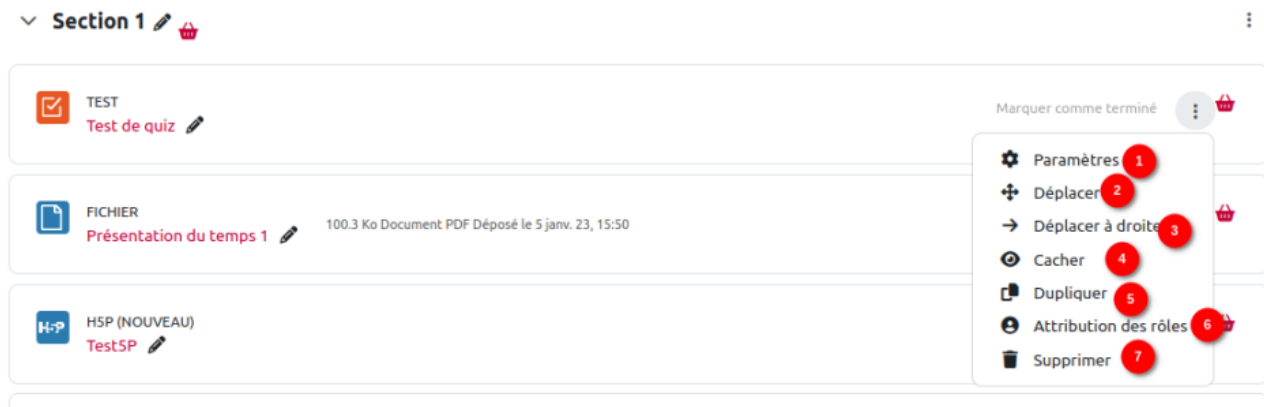 Section 1
TEST
Test de quiz
Marquer comme terminé
Paramètres 1
Déplacer 2
Déplacer à droite 3
Cacher 4
Dupliquer 5
Attribution des rôles 6
Supprimer 7
FICHIER
Présentation du temps 1
100.3 Ko Document PDF Déposé le 5 janv. 23, 15:50
H5P
H5P (NOUVEAU)
Test5P